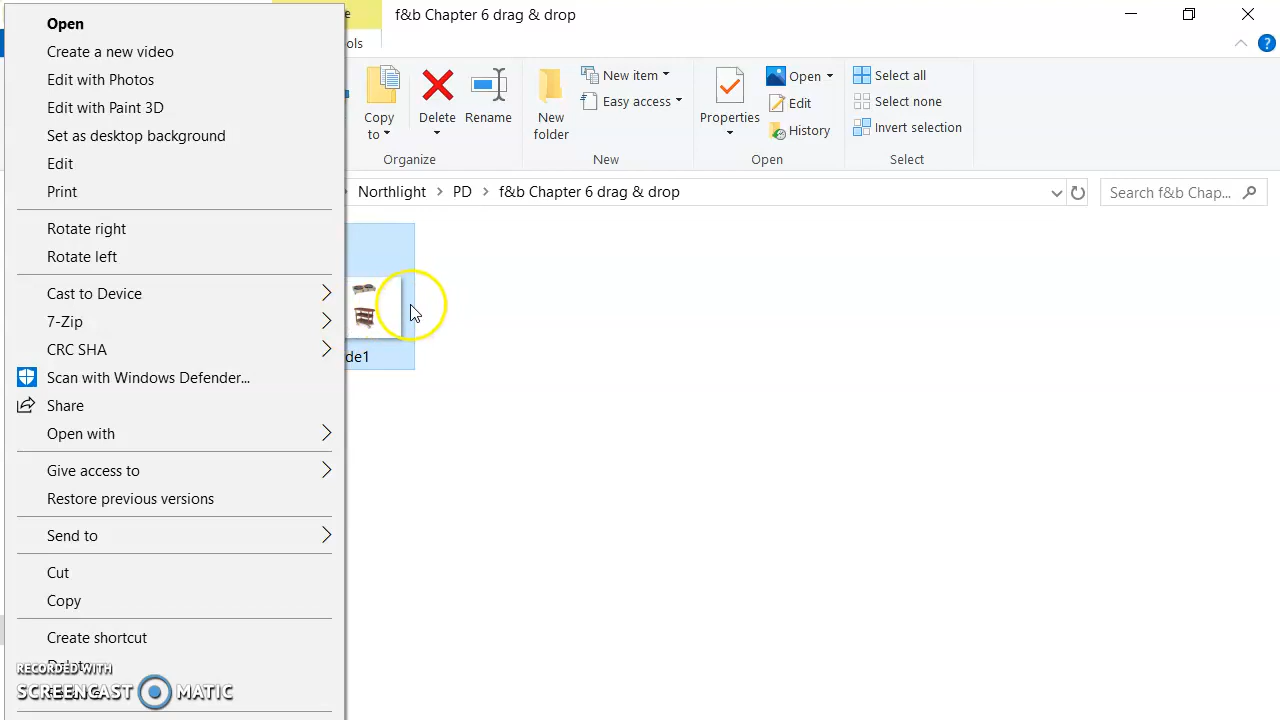 f&b Chapter 6 drag & drop
ols
Copy to
Delete
Rename
New folder
New item
Easy access
Properties
Open
Edit
History
Select all
Select none
Invert selection
Organize
New
Open
Select
Northlight > PD > f&b Chapter 6 drag & drop
Search f&b Chap...
de1
Open
Create a new video
Edit with Photos
Edit with Paint 3D
Set as desktop background
Edit
Print
Rotate right
Rotate left
Cast to Device
7-Zip
CRC SHA
Scan with Windows Defender...
Share
Open with
Give access to
Restore previous versions
Send to
Cut
Copy
Create shortcut
Delete
RECORDED WITH
SCREENCAST MATIC